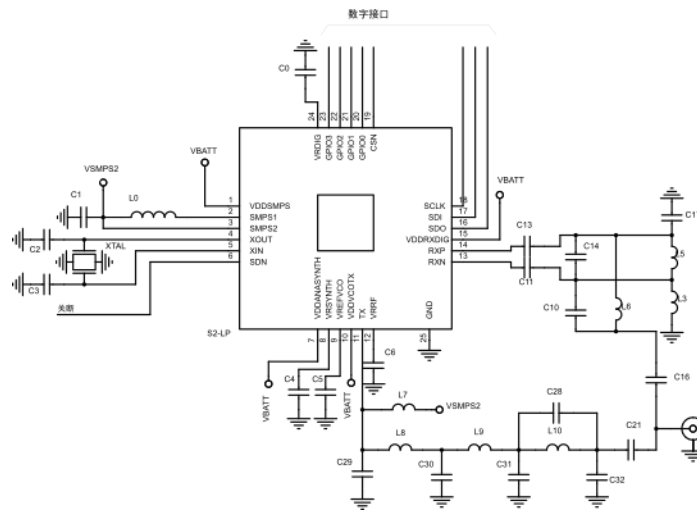 数字接口
C0
24
23
22
21
20
19
VRDIG
GPIO3
GPIO2
GPIO1
GPIO0
CSN
VBATT
VSMPS2
C1
L0
1
2
3
4
5
6
VDDSMPS
SMPS1
SMPS2
XOUT
XIN
SDN
C2
XTAL
C3
关断
SCLK
SDI
SDO
VDDRXDIG
RXP
RXN
18
17
16
15
14
13
VBATT
C13
C11
C14
C10
L6
L5
L3
C16
S2-LP
VDDANASYNTH
VRSYNTH
VREFVCO
VDDVCOTX
TX
VRRF
GND
7
8
9
10
11
12
25
VBATT
C4
C5
VBATT
C6
L7
VSMPS2
L8
L9
C28
L10
C21
C29
C30
C31
C32